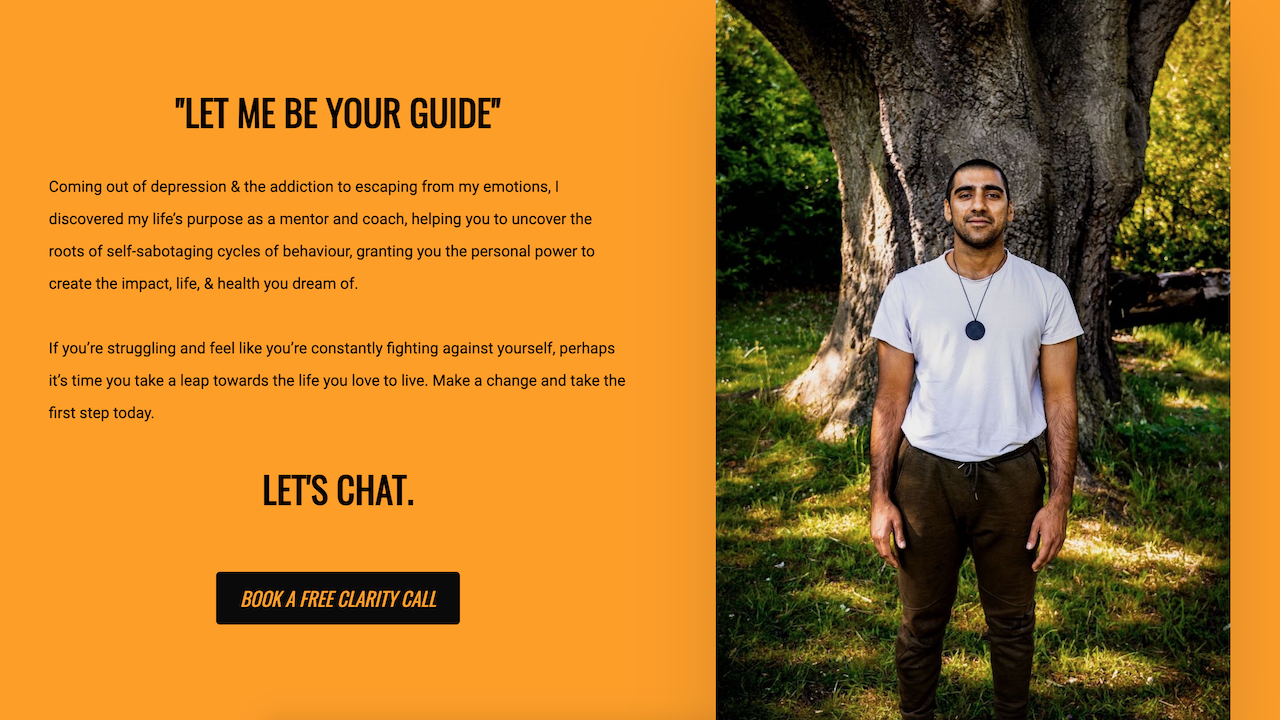 "LET ME BE YOUR GUIDE"
Coming out of depression & the addiction to escaping from my emotions, I
discovered my life’s purpose as a mentor and coach, helping you to uncover the
roots of self-sabotaging cycles of behaviour, granting you the personal power to
create the impact, life, & health you dream of.
If you’re struggling and feel like you’re constantly fighting against yourself, perhaps
it’s time you take a leap towards the life you love to live. Make a change and take the
first step today.
LET'S CHAT.
BOOK A FREE CLARITY CALL